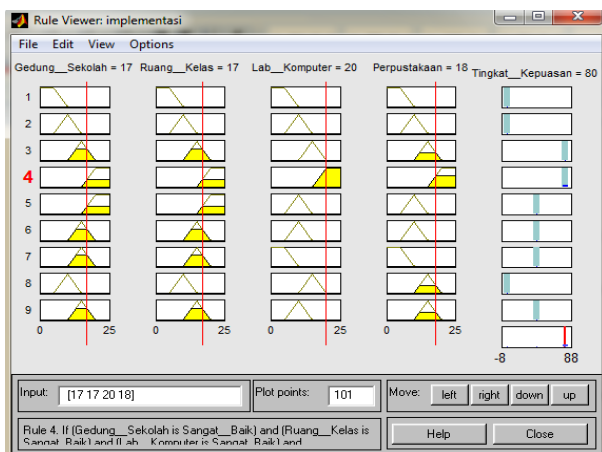 Rule Viewer: implementasi
File Edit View Options
Gedung__Sekolah = 17 Ruang__Kelas = 17 Lab__Komputer = 20 Perpustakaan = 18 Tingkat__Kepuasan = 80
1
2
3
4
5
6
7
8
9
0 25 0 25 0 25 0 25
-8 88
Input: [17 17 20 18] Plot points: 101 Move: left right down up
Rule 4. If (Gedung__Sekolah is Sangat__Baik) and (Ruang__Kelas is
Sangat_Baik) and (Lab__Komputer is Sangat_Baik) and
Help Close